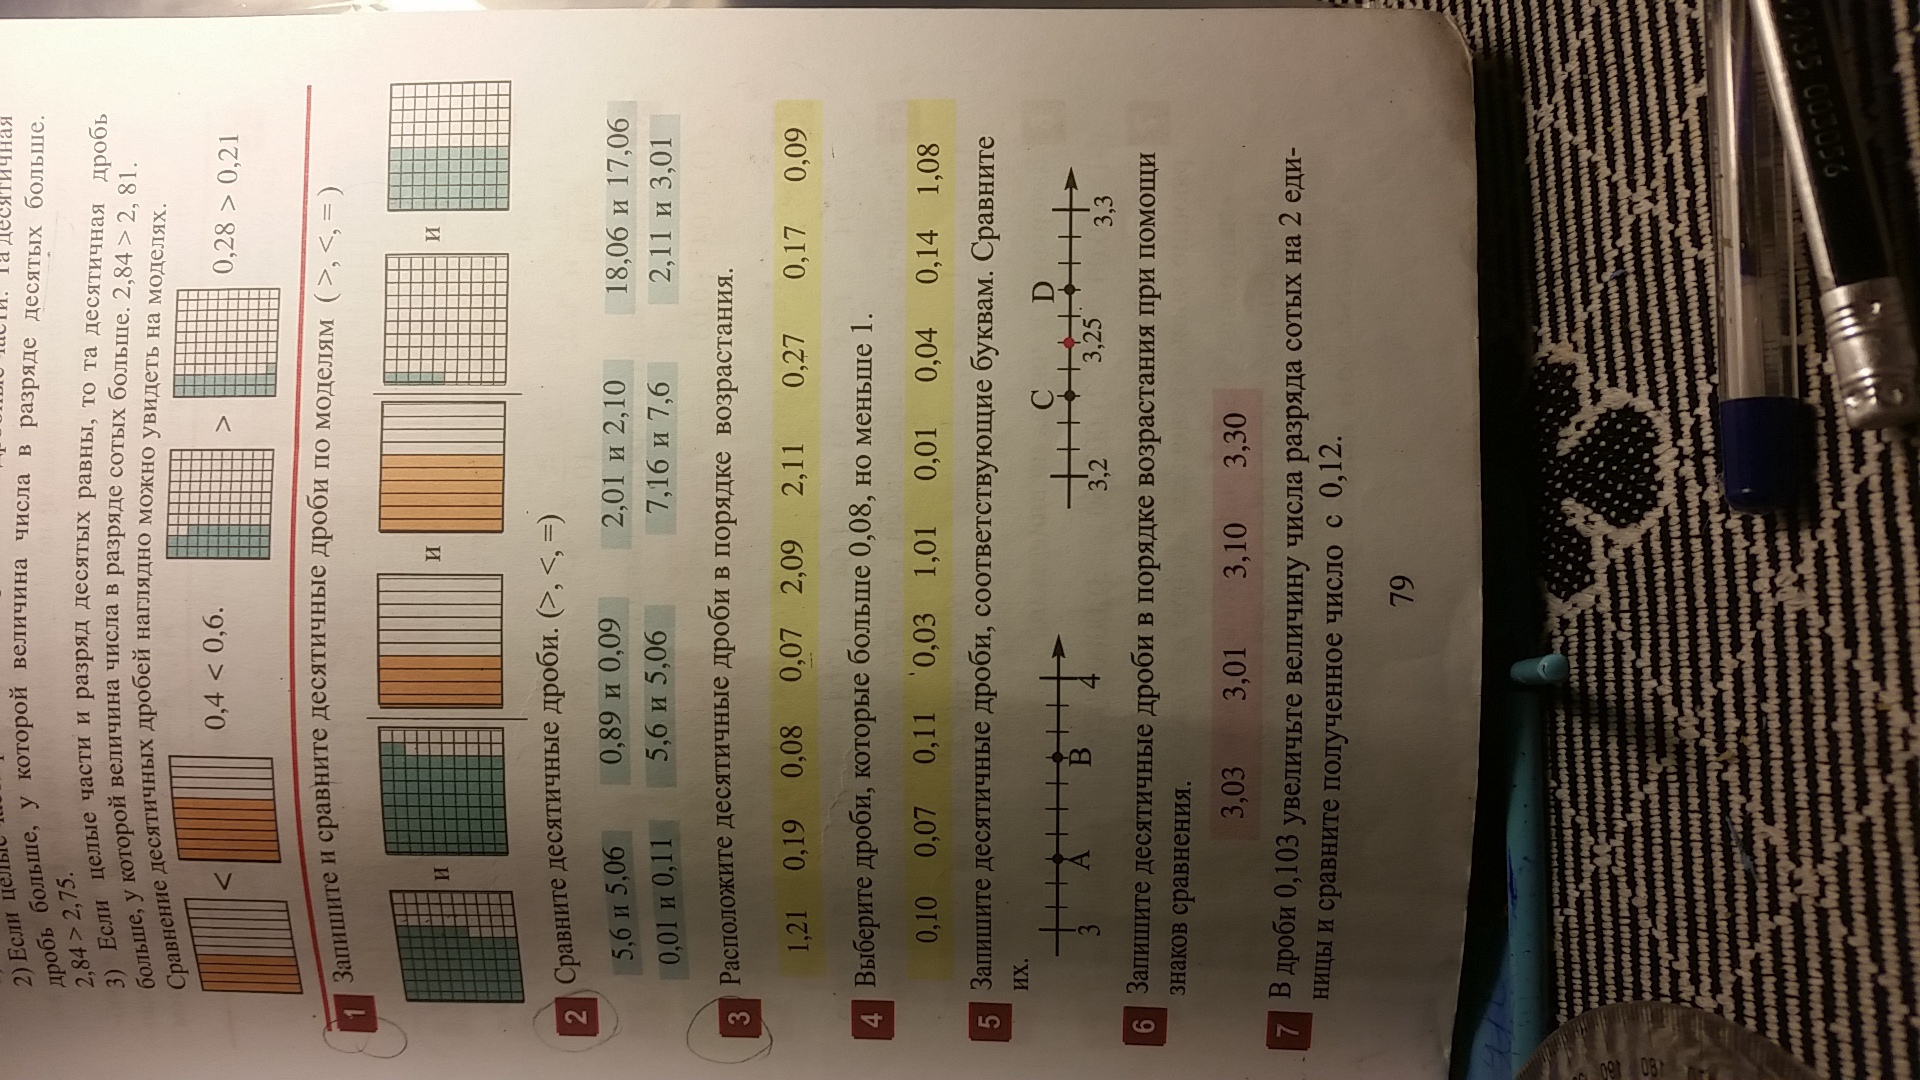 2) Если целые
дробь больше, у которой величина числа в разряде десятых больше.
2,84 > 2,75.
3) Если целые части и разряд десятых равны, то та десятичная дробь
больше, у которой величина числа в разряде сотых больше. 2,84 > 2, 81.
Сравнение десятичных дробей наглядно можно увидеть на моделях.
< 0,4 < 0,6. > 0,28 > 0,21
1 Запишите и сравните десятичные дроби по моделям ( >, <, = )
и и и
2 Сравните десятичные дроби. (>, <, =)
5,6 и 5,06 0,89 и 0,09 2,01 и 2,10 18,06 и 17,06
0,01 и 0,11 5,6 и 5,06 7,16 и 7,6 2,11 и 3,01
3 Расположите десятичные дроби в порядке возрастания.
1,21 0,19 0,08 0,07 2,09 2,11 0,27 0,17 0,09
4 Выберите дроби, которые больше 0,08, но меньше 1.
0,10 0,07 0,11 0,03 1,01 0,01 0,04 0,14 1,08
5 Запишите десятичные дроби, соответствующие буквам. Сравните
их.
C D
3 A B 4 3,2 3,25 3,3
6 Запишите десятичные дроби в порядке возрастания при помощи
знаков сравнения.
3,03 3,01 3,10 3,30
7 В дроби 0,103 увеличьте величину числа разряда сотых на 2 еди-
ницы и сравните полученное число с 0,12.
79